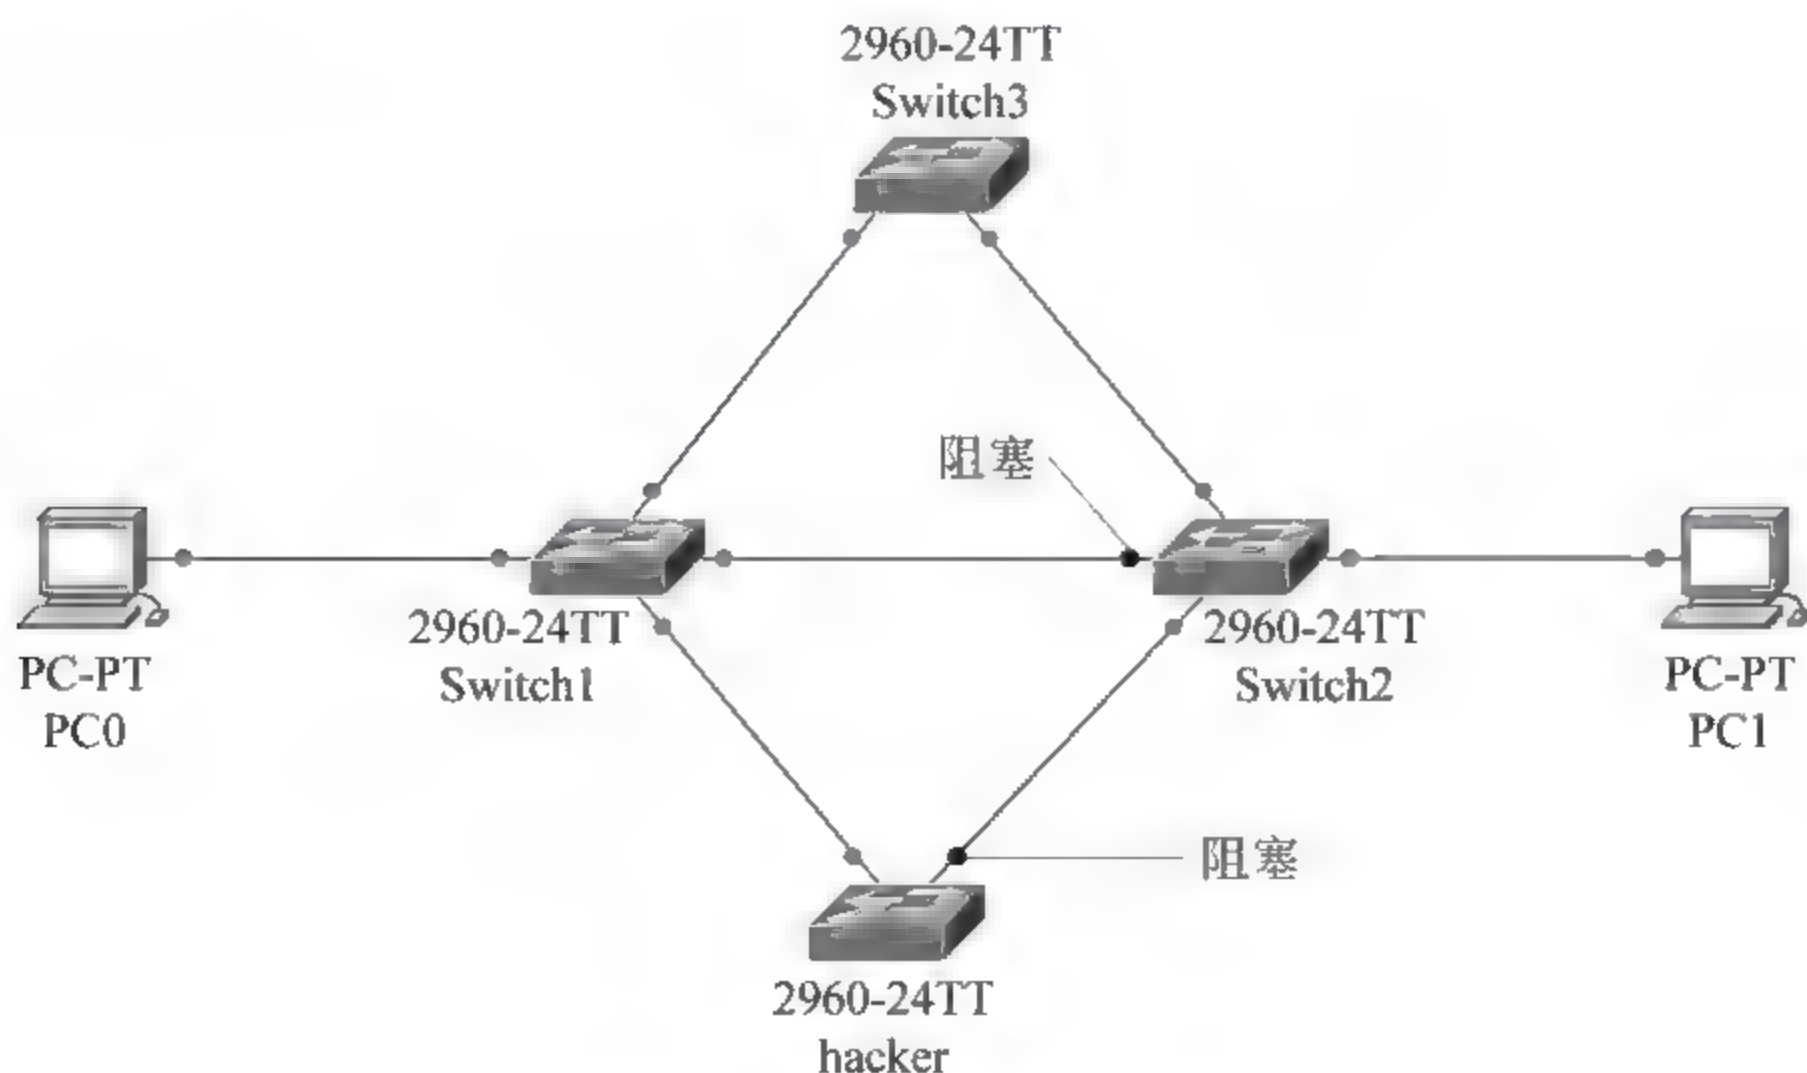 2960-24TT
Switch3
阻塞
2960-24TT
Switch1
2960-24TT
Switch2
PC-PT
PC0
PC-PT
PC1
阻塞
2960-24TT
hacker